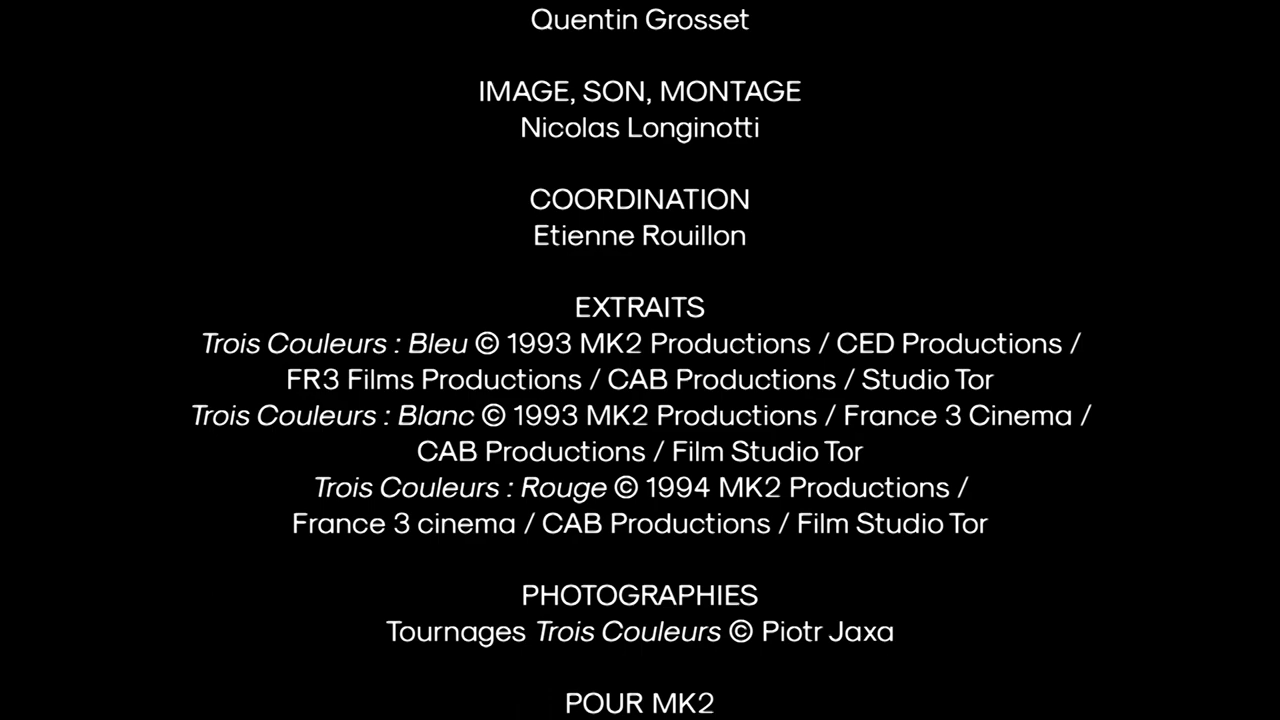 Quentin Grosset
IMAGE, SON, MONTAGE
Nicolas Longinotti
COORDINATION
Etienne Rouillon
EXTRAITS
Trois Couleurs : Bleu © 1993 MK2 Productions / CED Productions /
FR3 Films Productions / CAB Productions / Studio Tor
Trois Couleurs : Blanc © 1993 MK2 Productions / France 3 Cinema /
CAB Productions / Film Studio Tor
Trois Couleurs : Rouge © 1994 MK2 Productions /
France 3 cinema / CAB Productions / Film Studio Tor
PHOTOGRAPHIES
Tournages Trois Couleurs © Piotr Jaxa
POUR MK2